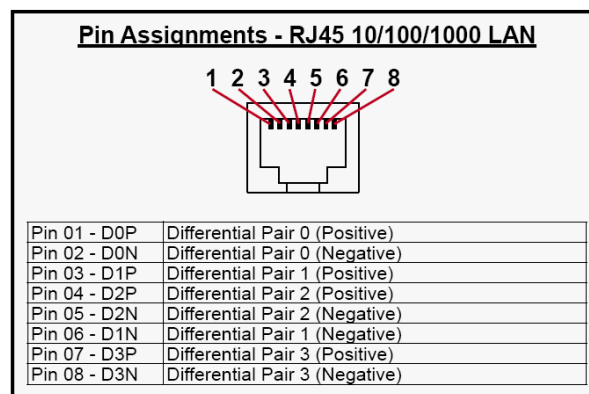 Pin Assignments - RJ45 10/100/1000 LAN
1 2 3 4 5 6 7 8
Pin 01 - D0P Differential Pair 0 (Positive)
Pin 02 - D0N Differential Pair 0 (Negative)
Pin 03 - D1P Differential Pair 1 (Positive)
Pin 04 - D2P Differential Pair 2 (Positive)
Pin 05 - D2N Differential Pair 2 (Negative)
Pin 06 - D1N Differential Pair 1 (Negative)
Pin 07 - D3P Differential Pair 3 (Positive)
Pin 08 - D3N Differential Pair 3 (Negative)